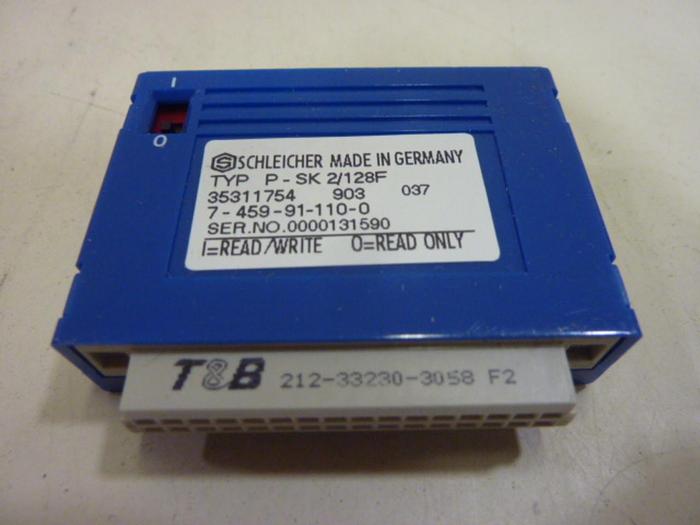 I
O
SCHLEICHER MADE IN GERMANY
TYP P-SK 2/128F
35311754 903 037
7-459-91-110-0
SER.NO.0000131590
I=READ/WRITE O=READ ONLY
T&B 212-33230-3058 F2